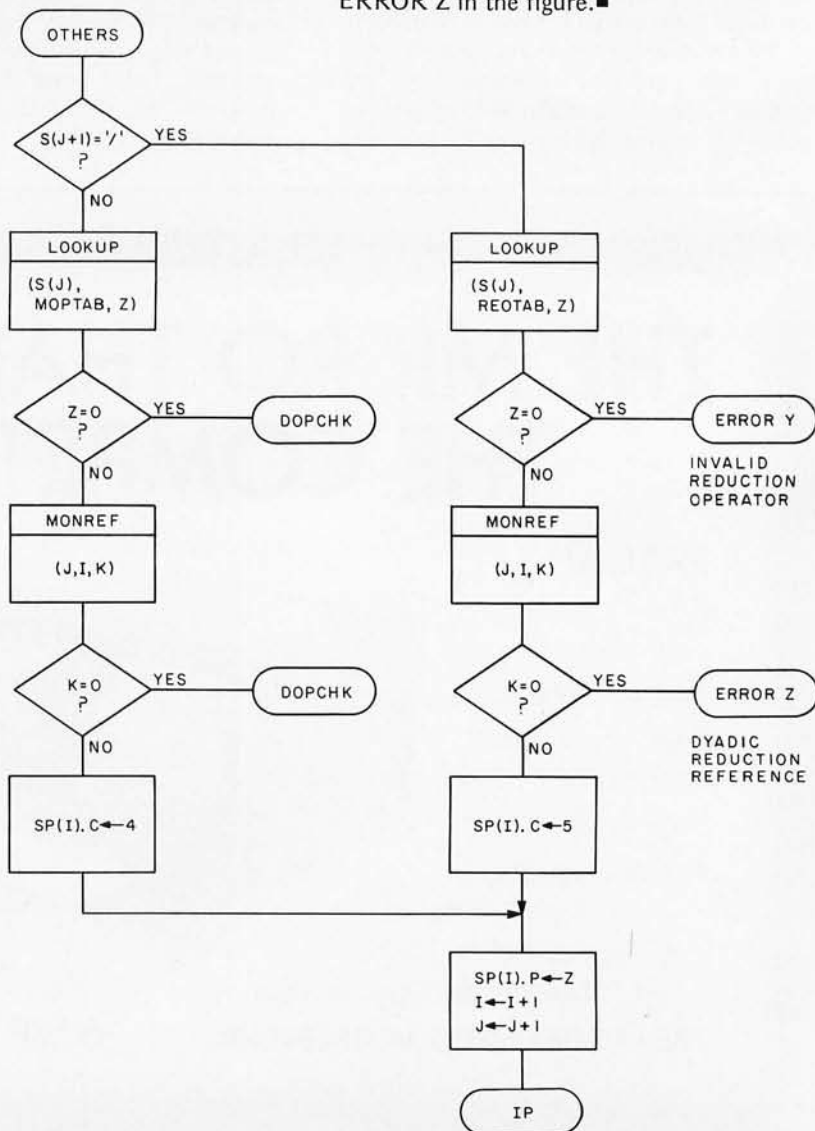 ERROR Z in the figure.■
OTHERS
S(J+1)='/'
?
YES
NO
LOOKUP
(S(J),
MOPTAB, Z)
LOOKUP
(S(J),
REOTAB, Z)
Z=0
?
YES
DOPCHK
NO
Z=0
?
YES
ERROR Y
INVALID
REDUCTION
OPERATOR
NO
MONREF
(J,I,K)
MONREF
(J,I,K)
K=0
?
YES
DOPCHK
NO
K=0
?
YES
ERROR Z
DYADIC
REDUCTION
REFERENCE
NO
SP(I).C←4
SP(I).C←5
SP(I).P←Z
I←I+1
J←J+1
IP